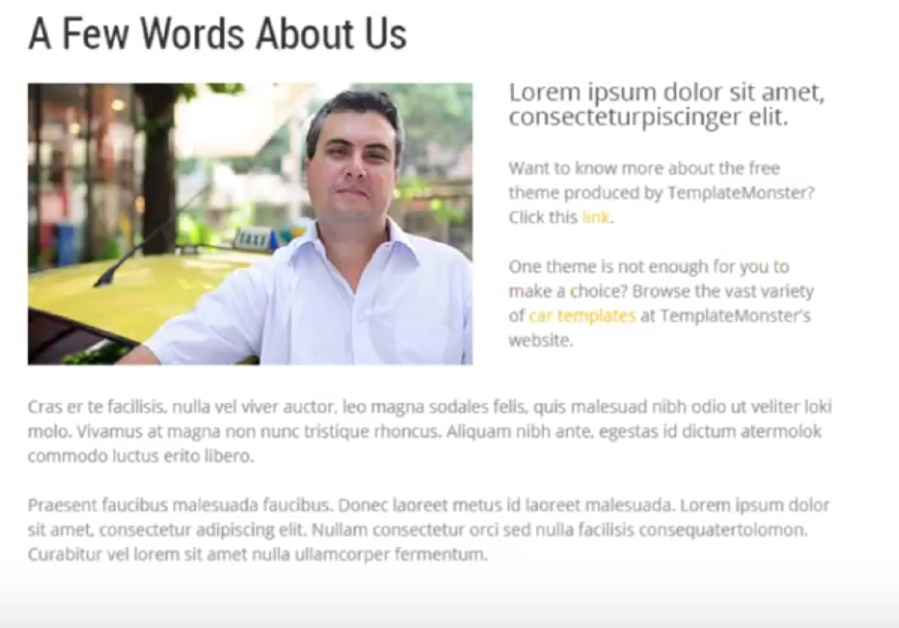 A Few Words About Us
TAXI
Lorem ipsum dolor sit amet,
consecteturpiscinger elit.
Want to know more about the free
theme produced by TemplateMonster?
Click this link.
One theme is not enough for you to
make a choice? Browse the vast variety
of car templates at TemplateMonster's
website.
Cras er te facilisis, nulla vel viver auctor, leo magna sodales felis, quis malesuad nibh odio ut veliter loki
molo. Vivamus at magna non nunc tristique rhoncus. Aliquam nibh ante, egestas id dictum atermolok
commodo luctus erito libero.
Praesent faucibus malesuada faucibus. Donec laoreet metus id laoreet malesuada. Lorem ipsum dolor
sit amet, consectetur adipiscing elit. Nullam consectetur orci sed nulla facilisis consequatertolomon.
Curabitur vel lorem sit amet nulla ullamcorper fermentum.